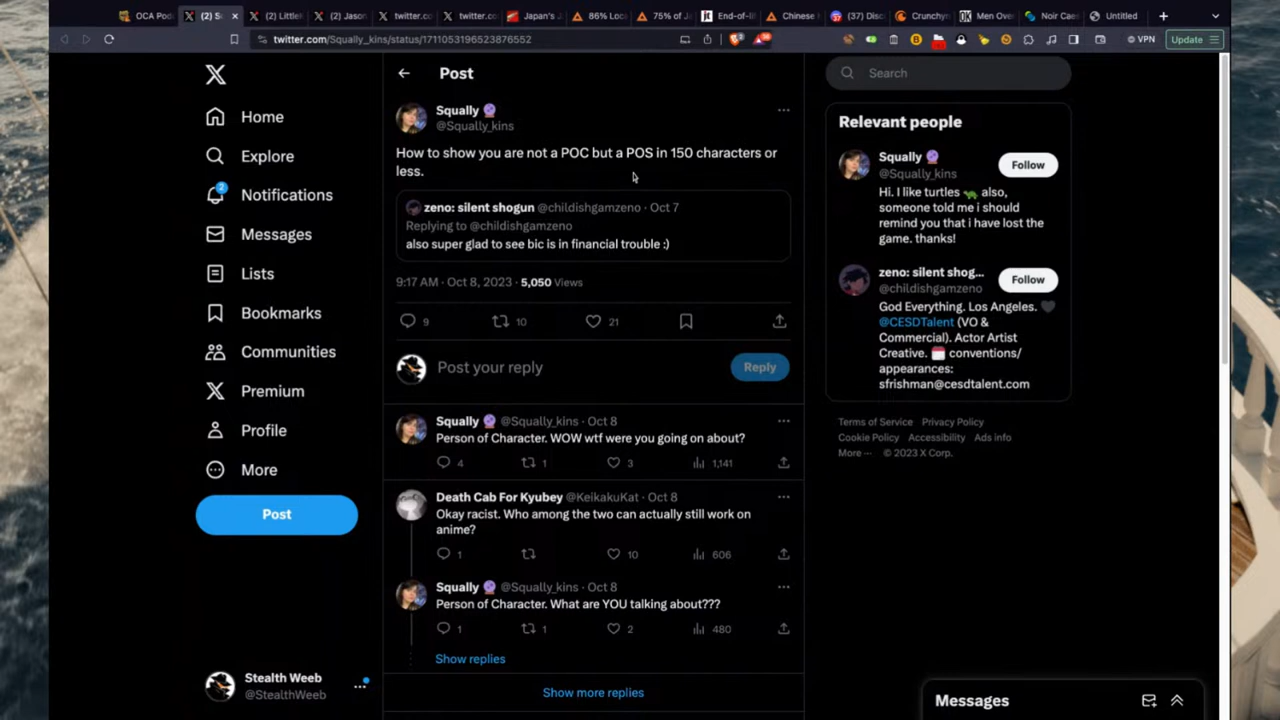 OCA Poc
(2) S
(2) Little
(2) Jason
twitter.co
twitter.co
Japan's
86% Loc
75% of J
End-of-li
Chinese
(37) Disc
Crunchyr
Men Ove
Noir Caes
Untitled
twitter.com/Squally_kins/status/1711053196523876552
VPN
Update
Home
Explore
2
Notifications
Messages
Lists
Bookmarks
Communities
Premium
Profile
More
Post
Stealth Weeb
@StealthWeeb
Post
Squally
@Squally_kins
How to show you are not a POC but a POS in 150 characters or
less.
zeno: silent shogun @childishgamzeno · Oct 7
Replying to @childishgamzeno
also super glad to see bic is in financial trouble :)
9:17 AM · Oct 8, 2023 · 5,050 Views
9 10 21
Post your reply
Reply
Squally @Squally_kins · Oct 8
Person of Character. WOW wtf were you going on about?
4 1 3 1,141
Death Cab For Kyubey @KeikakuKat · Oct 8
Okay racist. Who among the two can actually still work on
anime?
1 10 606
Squally @Squally_kins · Oct 8
Person of Character. What are YOU talking about???
1 1 2 480
Show replies
Show more replies
Search
Relevant people
Squally
@Squally_kins
Follow
Hi. I like turtles also,
someone told me i should
remind you that i have lost the
game. thanks!
zeno: silent shog...
@childishgamzeno
Follow
God Everything. Los Angeles.
@CESDTalent (VO &
Commercial). Actor Artist
Creative. conventions/
appearances:
sfrishman@cesdtalent.com
Terms of Service Privacy Policy
Cookie Policy Accessibility Ads info
More ··· © 2023 X Corp.
Messages